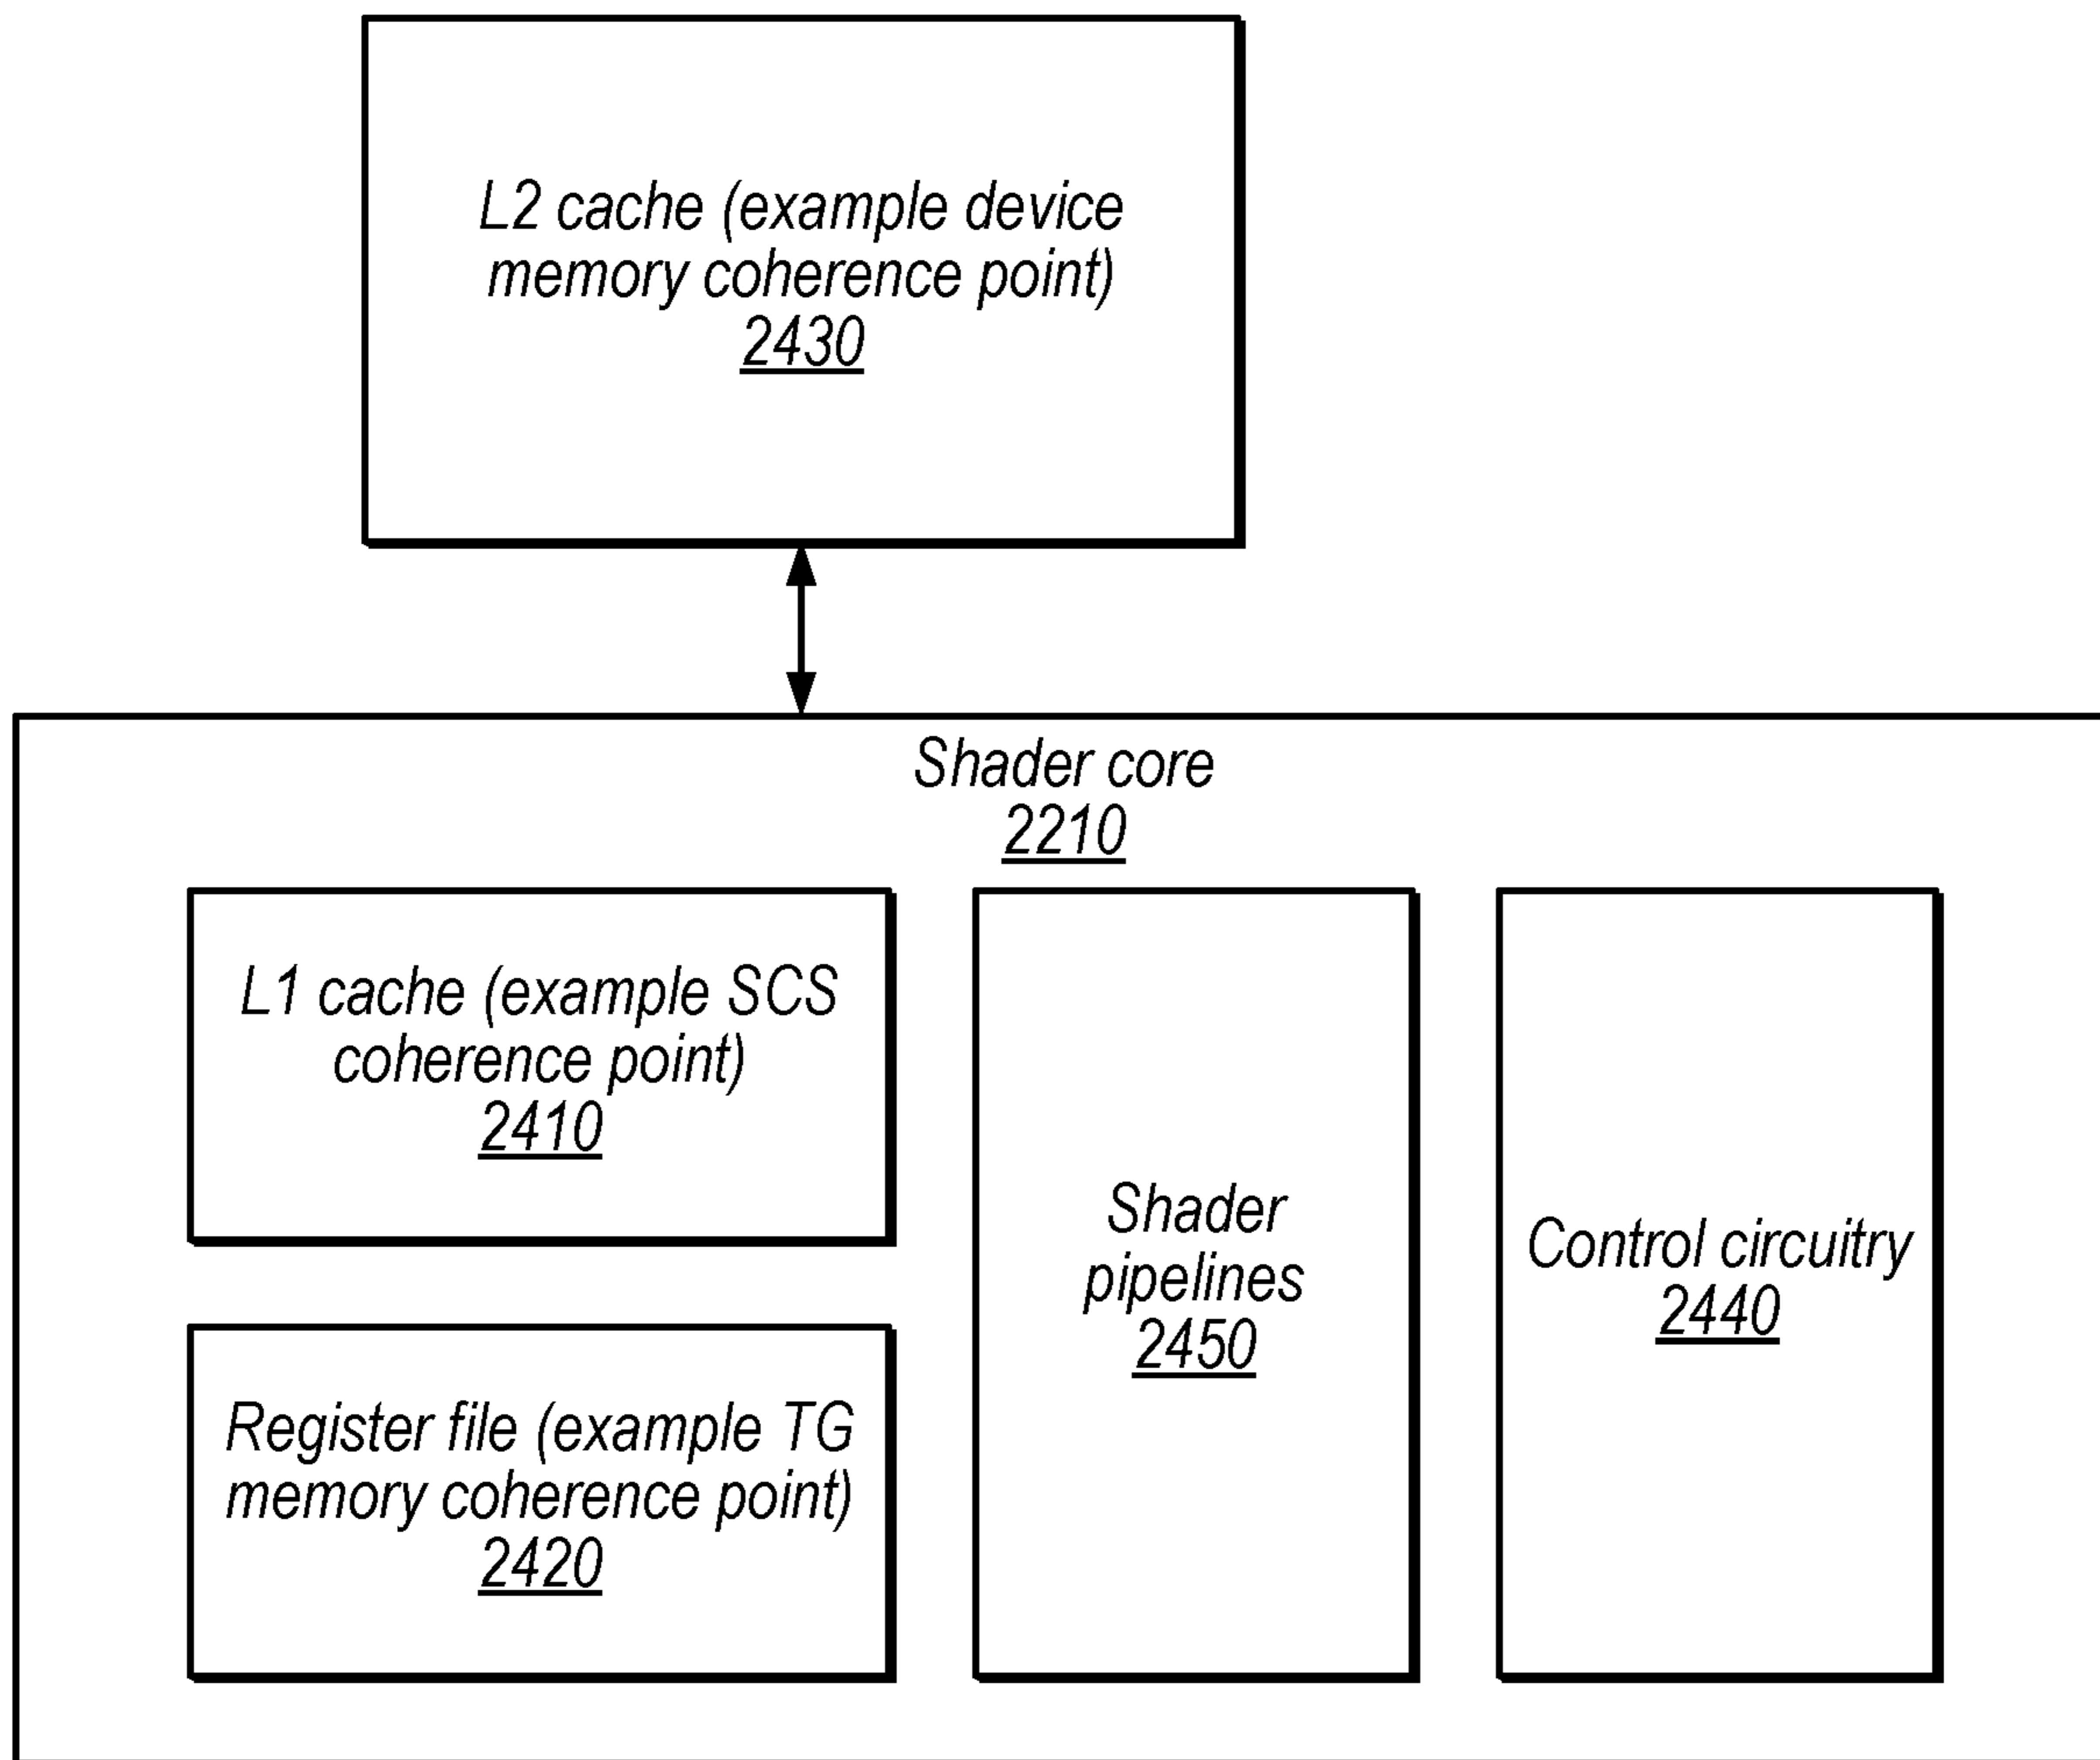 L2 cache (example device
memory coherence point)
2430
Shader core
2210
L1 cache (example SCS
coherence point)
2410
Register file (example TG
memory coherence point)
2420
Shader
pipelines
2450
Control circuitry
2440